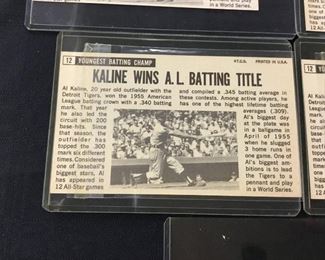 pennant and play
in a World Series.
12 YOUNGEST BATTING CHAMP
©T.C.G. PRINTED IN U.S.A.
KALINE WINS A.L. BATTING TITLE
Al Kaline, 20 year old outfielder with the
Detroit Tigers, won the 1955 American
League batting crown with a .340 batting
mark. That year he
also led the
circuit with 200
base-hits. Since
that season the
outfielder has
topped the .300
mark six different
times. Considered
one of baseball's
biggest stars, Al
has appeared in
12 All-Star games
and compiled a .345 batting average in
these contests. Among active players, he
has one of the highest lifetime batting
averages (.309).
Al's biggest day
at the plate was
in a ballgame in
April of 1955
when he slugged
3 home runs in
one game. One of
Al's biggest am-
bitions is to lead
the Tigers to a
pennant and play
in a World Series
12